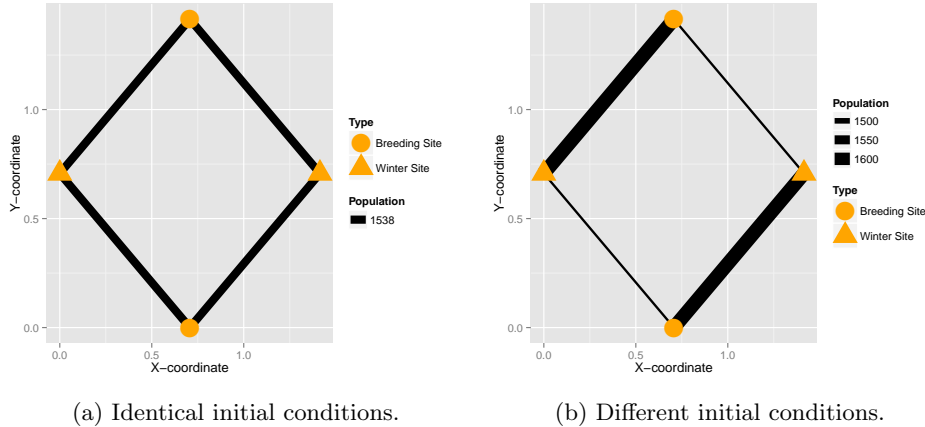 1.0
0.5
0.0
0.0
0.5
1.0
Y−coordinate
X−coordinate
Type
Breeding Site
Winter Site
Population
1538
(a) Identical initial conditions.
1.0
0.5
0.0
0.0
0.5
1.0
Y−coordinate
X−coordinate
Population
1500
1550
1600
Type
Breeding Site
Winter Site
(b) Different initial conditions.